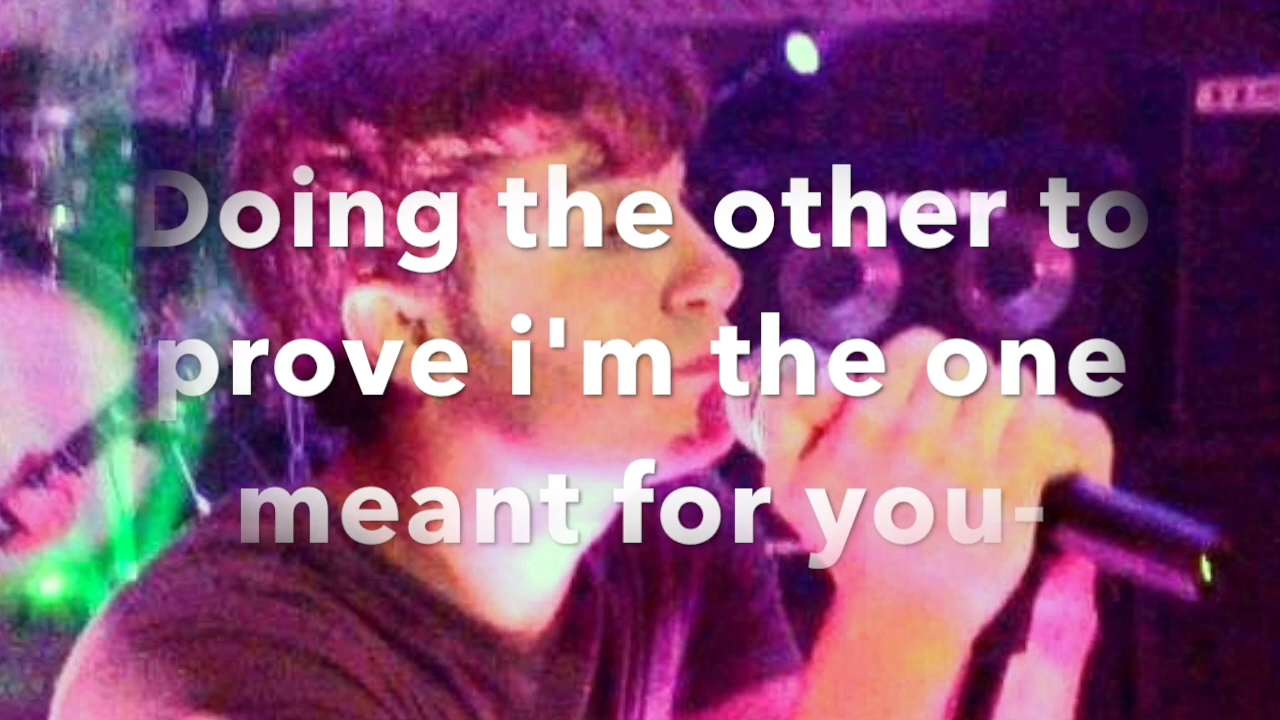 Doing the other to
prove i'm the one
meant for you-